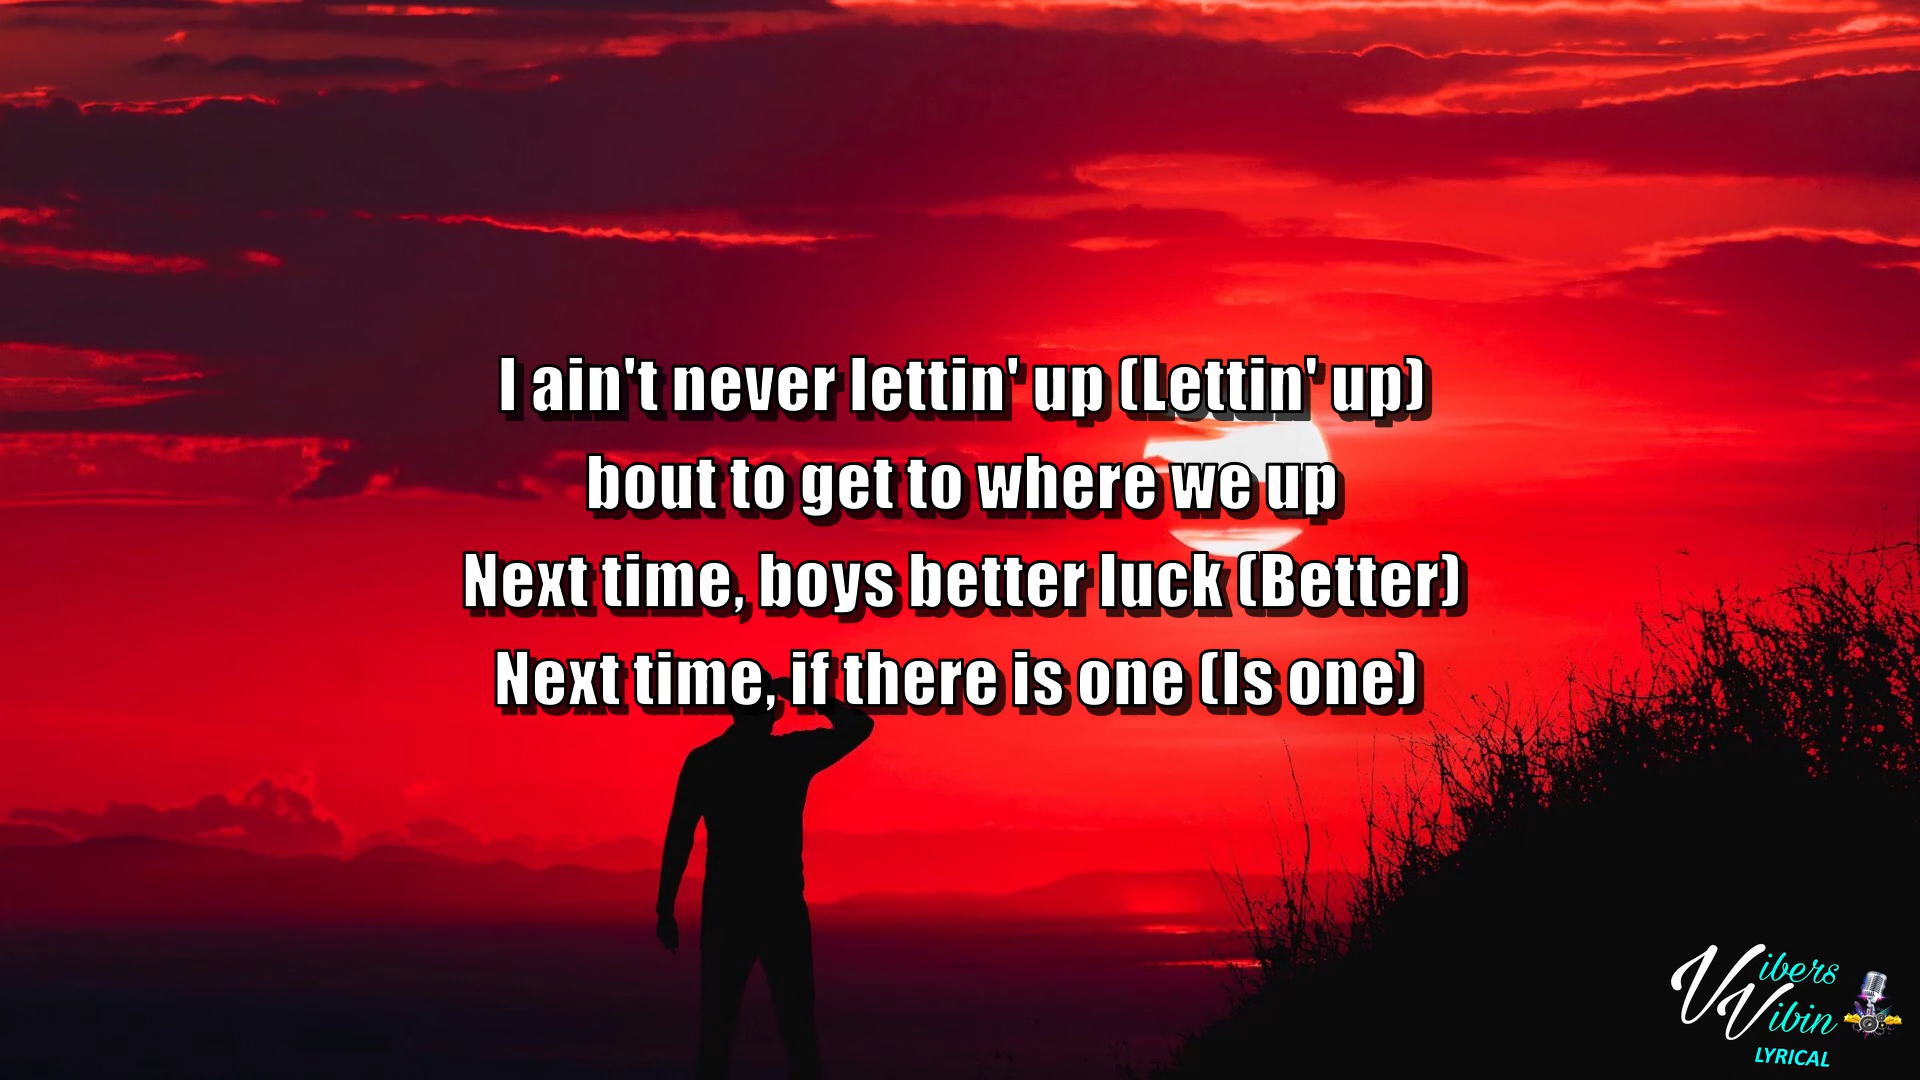 I ain't never lettin' up (Lettin' up)
bout to get to where we up
Next time, boys better luck (Better)
Next time, if there is one (Is one)
Vibers
Vibin
LYRICAL